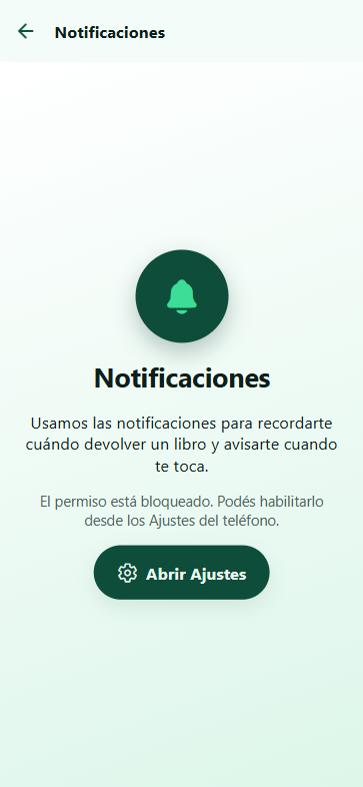 Notificaciones
Notificaciones
Usamos las notificaciones para recordarte
cuándo devolver un libro y avisarte cuando
te toca.
El permiso está bloqueado. Podés habilitarlo
desde los Ajustes del teléfono.
Abrir Ajustes